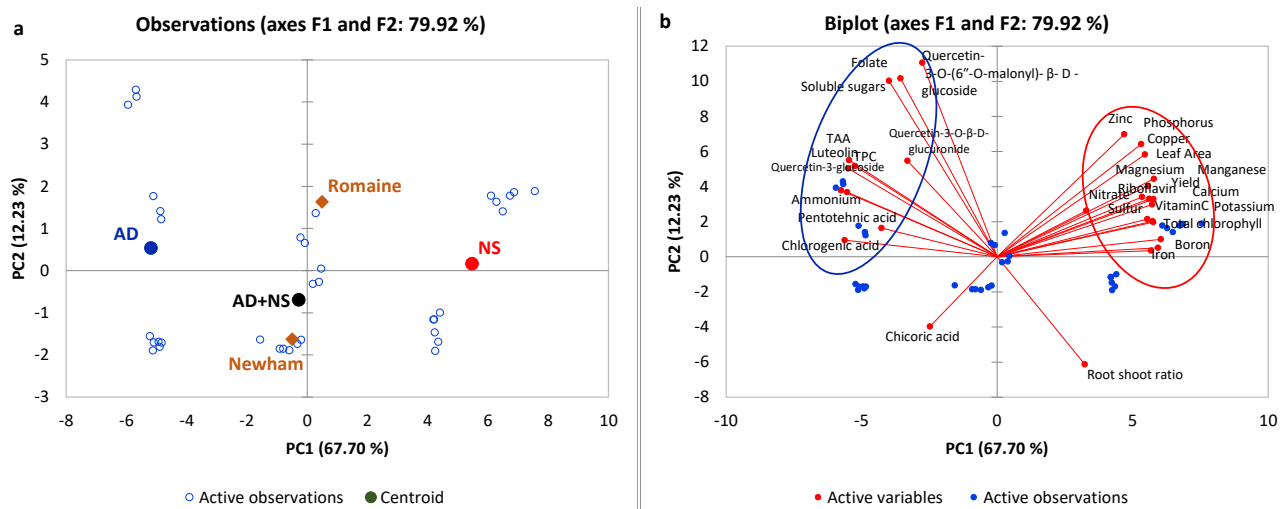 a
Observations (axes F1 and F2: 79.92 %)
5
4
3
2
1
0
-1
-2
-3
-8
-6
-4
-2
0
2
4
6
8
10
PC2 (12.23 %)
PC1 (67.70 %)
Romaine
AD
NS
AD+NS
Newham
Active observations
Centroid
b
Biplot (axes F1 and F2: 79.92 %)
12
10
8
6
4
2
0
-2
-4
-6
-8
-10
-5
0
5
10
PC2 (12.23 %)
PC1 (67.70 %)
Folate
Quercetin-
3-O-(6”-O-malonyl)- β- D -
glucoside
Soluble sugars
TAA
Quercetin-3-O-β-D-
glucuronide
Luteolin
TPC
Quercetin-3-glucoside
Ammonium
Pentotehnic acid
Chlorogenic acid
Chicoric acid
Zinc
Phosphorus
Copper
Leaf Area
Magnesium
Manganese
Riboflavin
Yield
Nitrate
Calcium
Sulfur
VitaminC
Potassium
Total chlorophyll
Boron
Iron
Root shoot ratio
Active variables
Active observations